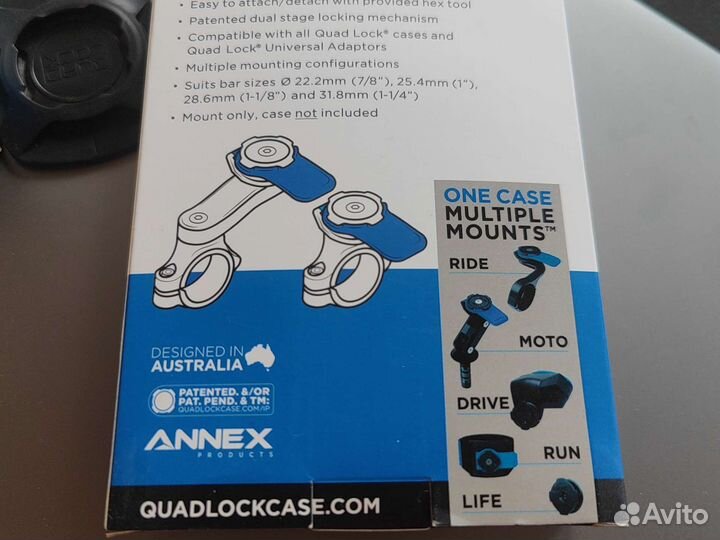 • Easy to attach/detach with provided hex tool
• Patented dual stage locking mechanism
• Compatible with all Quad Lock® cases and
Quad Lock® Universal Adaptors
• Multiple mounting configurations
• Suits bar sizes Ø 22.2mm (7/8"), 25.4mm (1"),
28.6mm (1-1/8") and 31.8mm (1-1/4")
• Mount only, case not included
ONE CASE
MULTIPLE
MOUNTS™
RIDE
MOTO
DRIVE
RUN
LIFE
DESIGNED IN
AUSTRALIA
PATENTED. &/OR
PAT. PEND. & TM:
QUADLOCKCASE.COM/IP
ANNEX
PRODUCTS
QUADLOCKCASE.COM
Avito